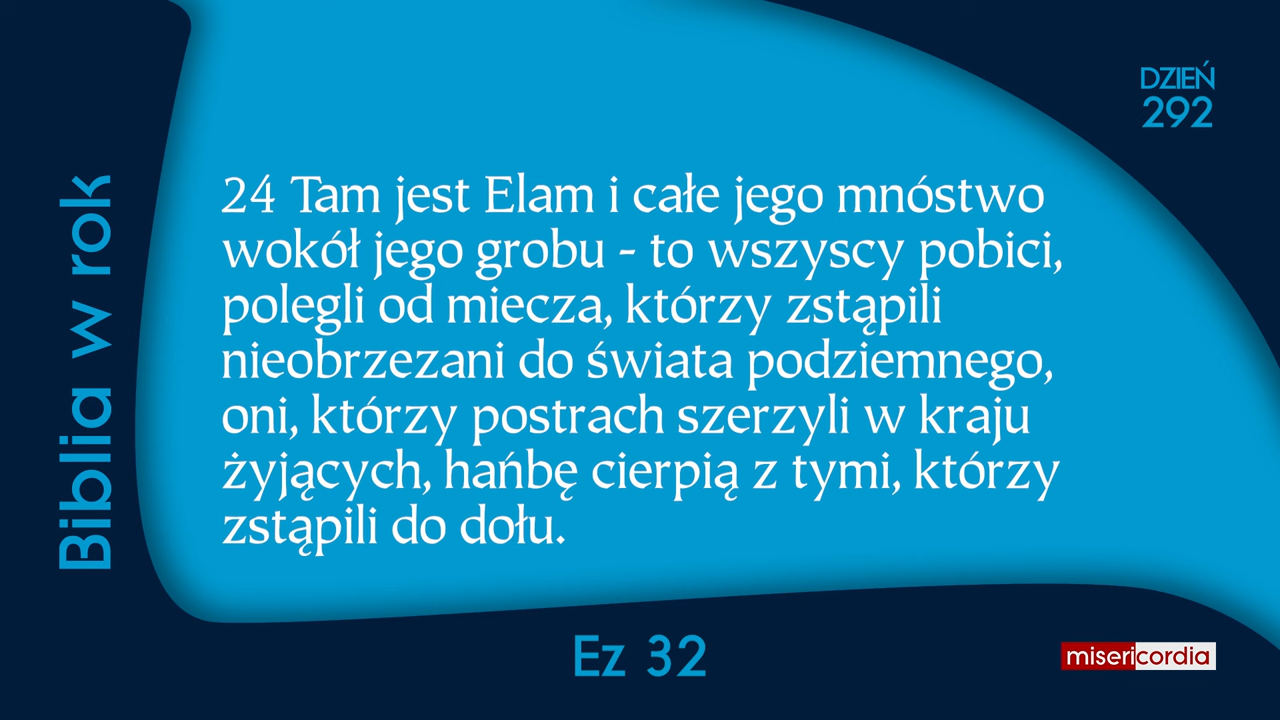 DZIEŃ
292
24 Tam jest Elam i całe jego mnóstwo
wokół jego grobu - to wszyscy pobici,
polegli od miecza, którzy zstąpili
nieobrzezani do świata podziemnego,
oni, którzy postrach szerzyli w kraju
żyjących, hańbę cierpią z tymi, którzy
zstąpili do dołu.
Biblia w rok
Ez 32
misericordia